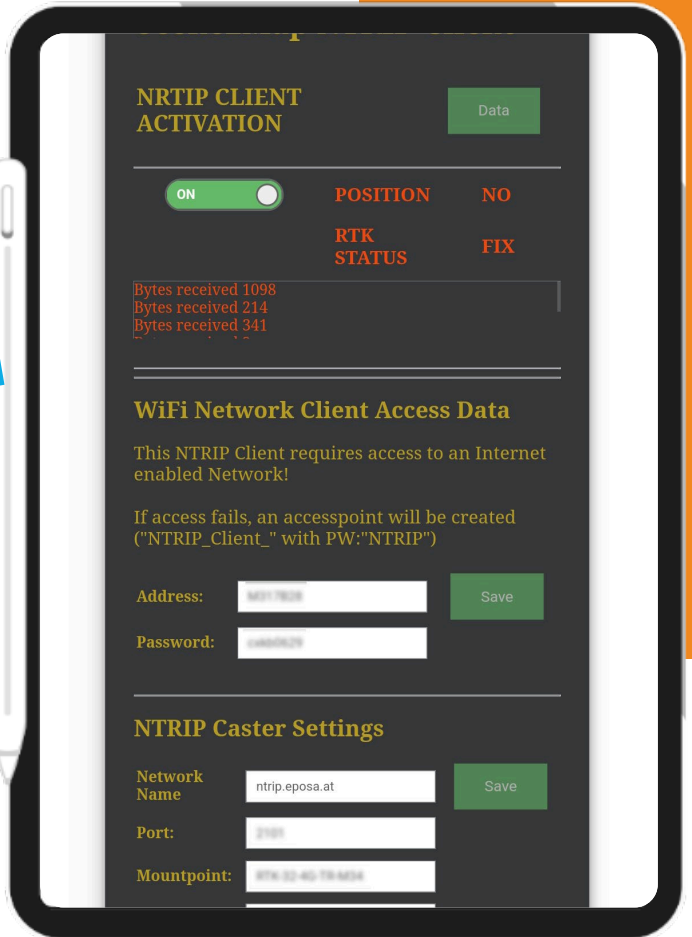 NRTIP CLIENT
ACTIVATION
Data
ON
POSITION NO
RTK
STATUS
FIX
Bytes received 1098
Bytes received 214
Bytes received 341
WiFi Network Client Access Data
This NTRIP Client requires access to an Internet
enabled Network!
If access fails, an accesspoint will be created
("NTRIP_Client_" with PW:"NTRIP")
Address:
Save
Password:
NTRIP Caster Settings
Network
Name
ntrip.eposa.at
Save
Port:
Mountpoint: